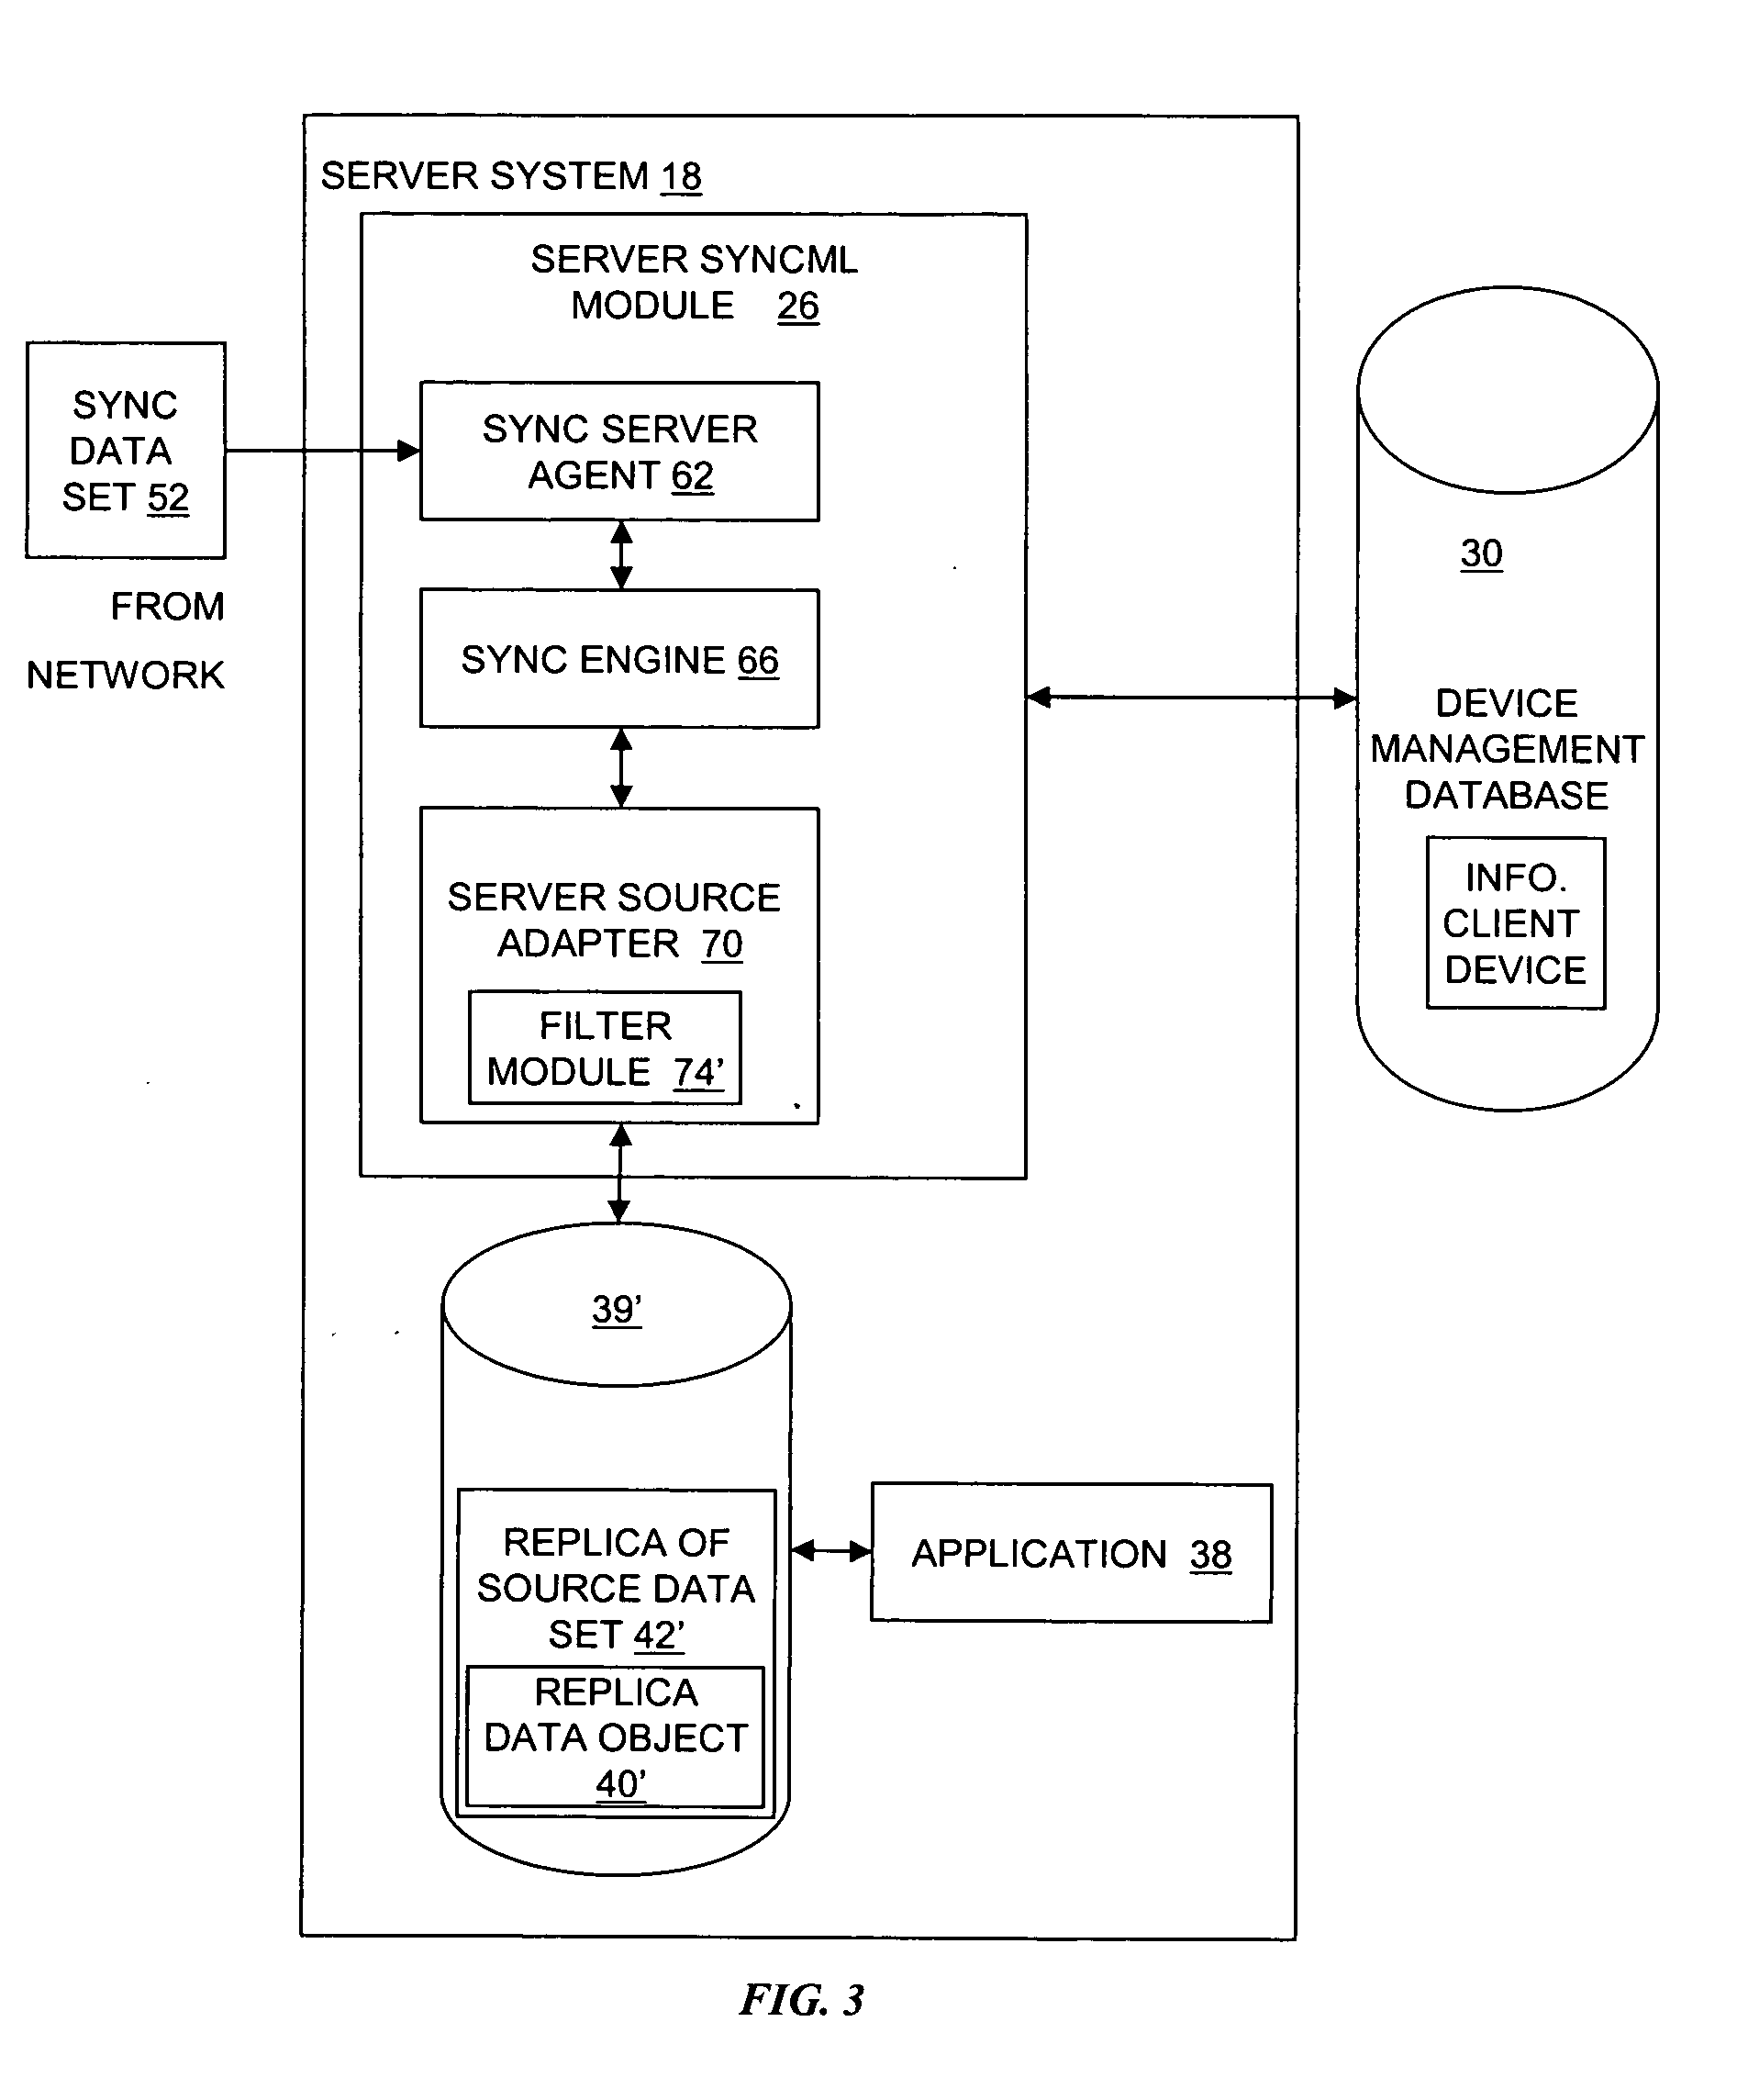 SERVER SYSTEM 18
SERVER SYNCML
MODULE 26
SYNC
DATA
SET 52
FROM
NETWORK
SYNC SERVER
AGENT 62
SYNC ENGINE 66
SERVER SOURCE
ADAPTER 70
FILTER
MODULE 74'
30
DEVICE
MANAGEMENT
DATABASE
INFO.
CLIENT
DEVICE
39'
REPLICA OF
SOURCE DATA
SET 42'
REPLICA
DATA OBJECT
40'
APPLICATION 38
FIG. 3